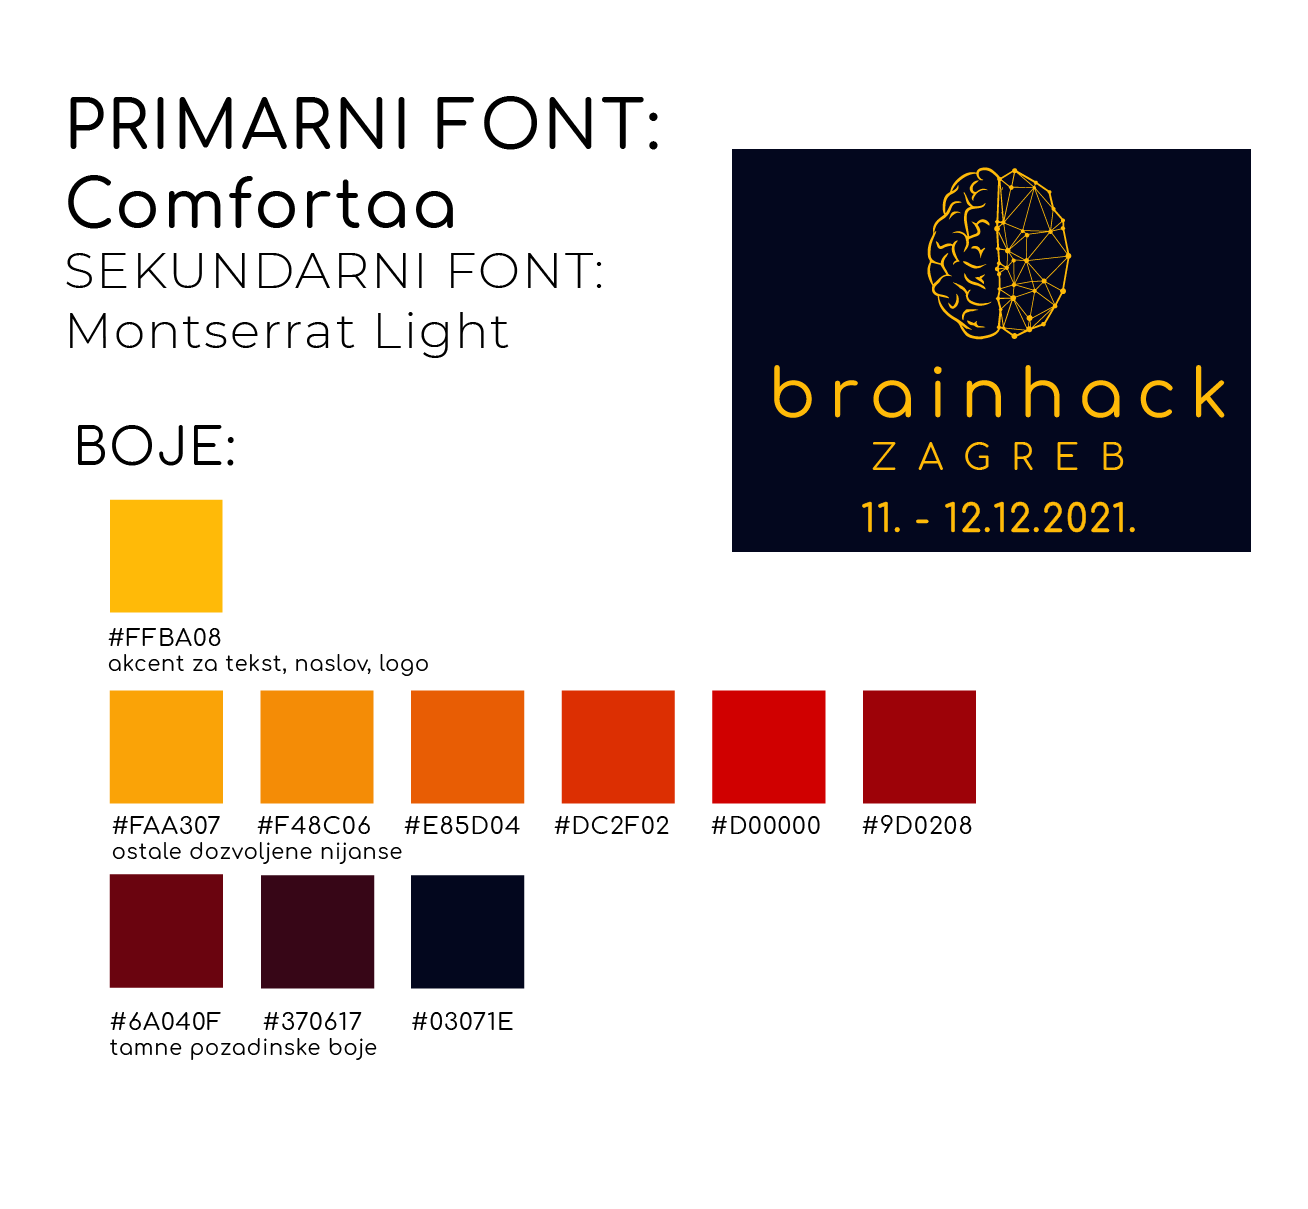 PRIMARNI FONT:
Comfortaa
SEKUNDARNI FONT:
Montserrat Light
brainhack
ZAGREB
11. - 12.12.2021.
BOJE:
#FFBA08
akcent za tekst, naslov, logo
#FAA307 #F48C06 #E85D04 #DC2F02 #D00000 #9D0208
ostale dozvoljene nijanse
#6A040F #370617 #03071E
tamne pozadinske boje